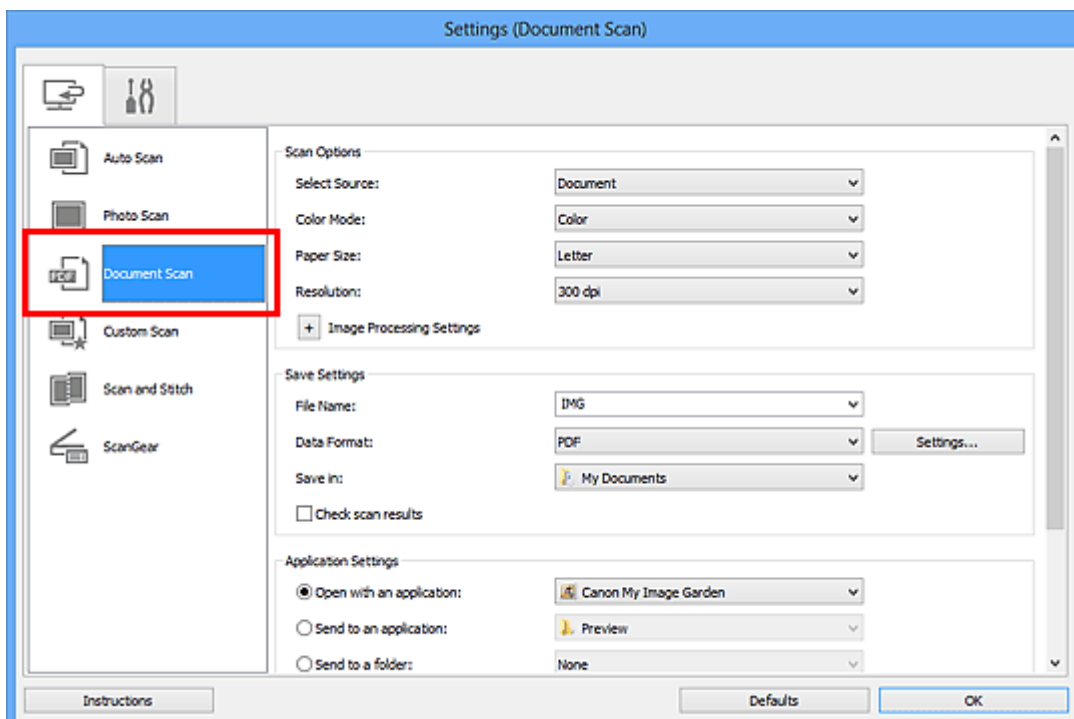 Settings (Document Scan)
Auto Scan
Photo Scan
PDF
Document Scan
Custom Scan
Scan and Stitch
ScanGear
Scan Options
Select Source: Document
Color Mode: Color
Paper Size: Letter
Resolution: 300 dpi
+ Image Processing Settings
Save Settings
File Name: IMG
Data Format: PDF Settings...
Save in: My Documents
Check scan results
Application Settings
Open with an application: Canon My Image Garden
Send to an application: Preview
Send to a folder: None
Instructions Defaults OK